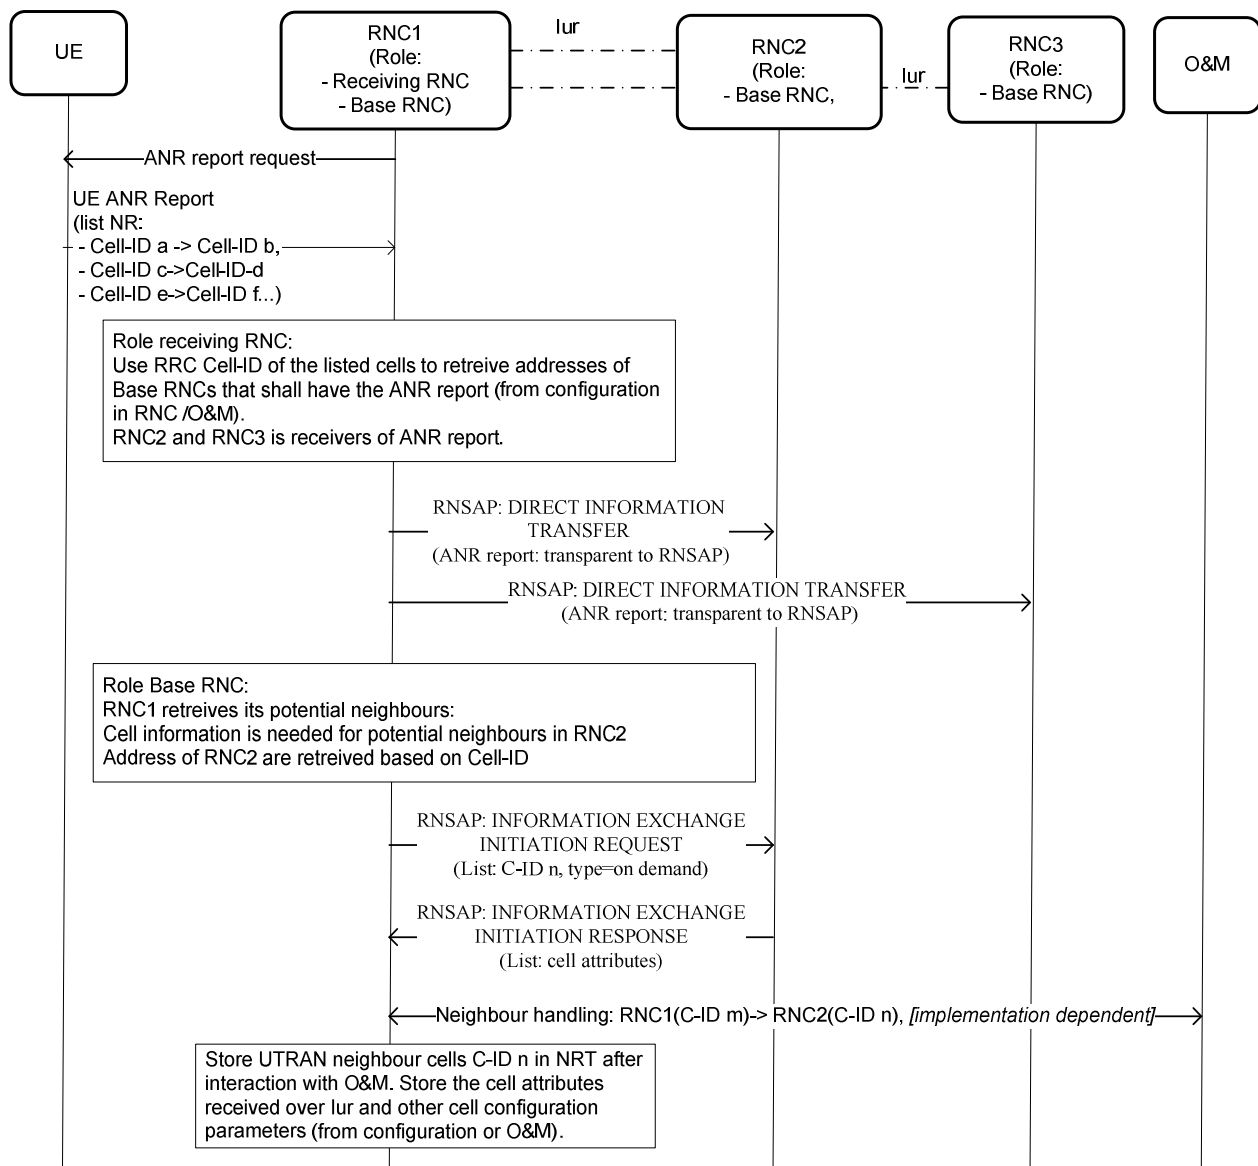 UE
RNC1
(Role:
- Receiving RNC
- Base RNC)
Iur
RNC2
(Role:
- Base RNC,
Iur
RNC3
(Role:
- Base RNC)
O&M
ANR report request
UE ANR Report
(list NR:
- Cell-ID a -> Cell-ID b,
- Cell-ID c->Cell-ID-d
- Cell-ID e->Cell-ID f...)
Role receiving RNC:
Use RRC Cell-ID of the listed cells to retreive addresses of
Base RNCs that shall have the ANR report (from configuration
in RNC /O&M).
RNC2 and RNC3 is receivers of ANR report.
RNSAP: DIRECT INFORMATION
TRANSFER
(ANR report: transparent to RNSAP)
RNSAP: DIRECT INFORMATION TRANSFER
(ANR report: transparent to RNSAP)
Role Base RNC:
RNC1 retreives its potential neighbours:
Cell information is needed for potential neighbours in RNC2
Address of RNC2 are retreived based on Cell-ID
RNSAP: INFORMATION EXCHANGE
INITIATION REQUEST
(List: C-ID n, type=on demand)
RNSAP: INFORMATION EXCHANGE
INITIATION RESPONSE
(List: cell attributes)
Neighbour handling: RNC1(C-ID m)-> RNC2(C-ID n), [implementation dependent]
Store UTRAN neighbour cells C-ID n in NRT after
interaction with O&M. Store the cell attributes
received over Iur and other cell configuration
parameters (from configuration or O&M).